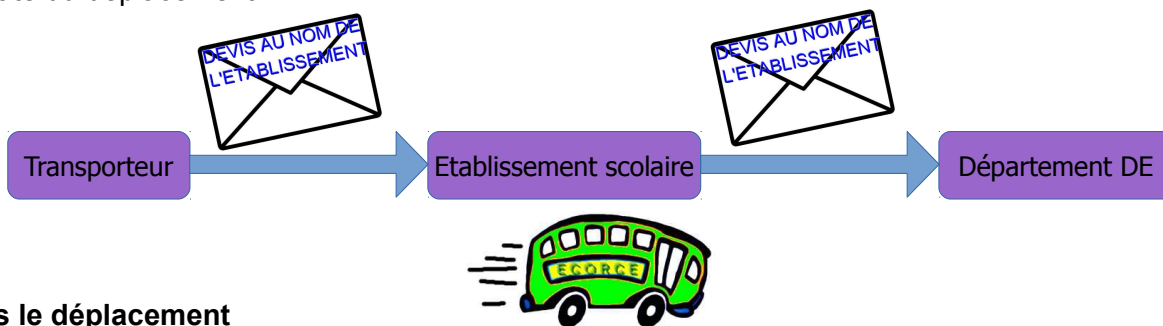 DEVIS AU NOM DE
L'ETABLISSEMENT
DEVIS AU NOM DE
L'ETABLISSEMENT
Transporteur
Etablissement scolaire
Département DE
ECORCE
s le déplacement